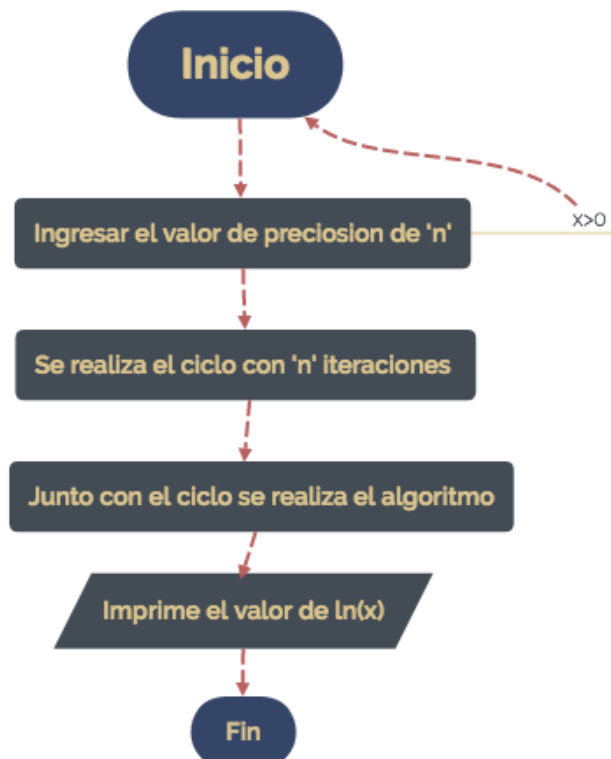 Inicio
x>0
Ingresar el valor de preciosion de 'n'
Se realiza el ciclo con 'n' iteraciones
Junto con el ciclo se realiza el algoritmo
Imprime el valor de ln(x)
Fin